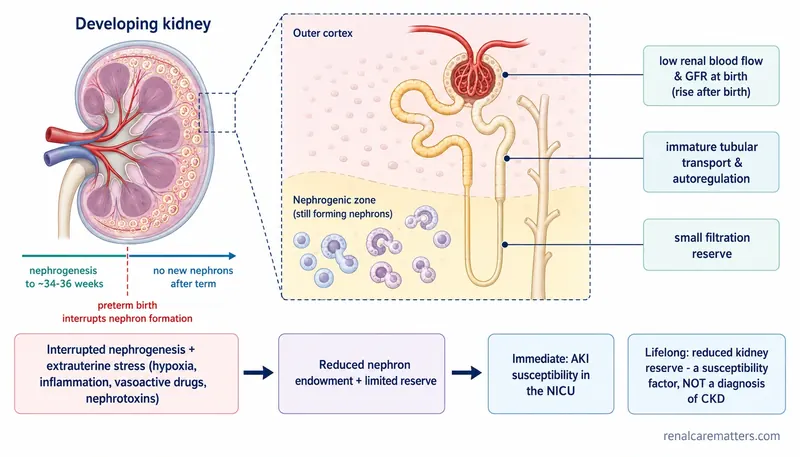 Developing kidney
Outer cortex
low renal blood flow
& GFR at birth
(rise after birth)
immature tubular
transport &
autoregulation
Nephrogenic zone
(still forming nephrons)
small filtration
reserve
nephrogenesis
to ~34-36 weeks
no new nephrons
after term
preterm birth
interrupts nephron formation
Interrupted nephrogenesis +
extrauterine stress (hypoxia,
inflammation, vasoactive drugs,
nephrotoxins)
Reduced nephron
endowment + limited reserve
Immediate: AKI
susceptibility in
the NICU
Lifelong: reduced kidney
reserve - a susceptibility
factor, NOT a diagnosis
of CKD
renalcarematters.com